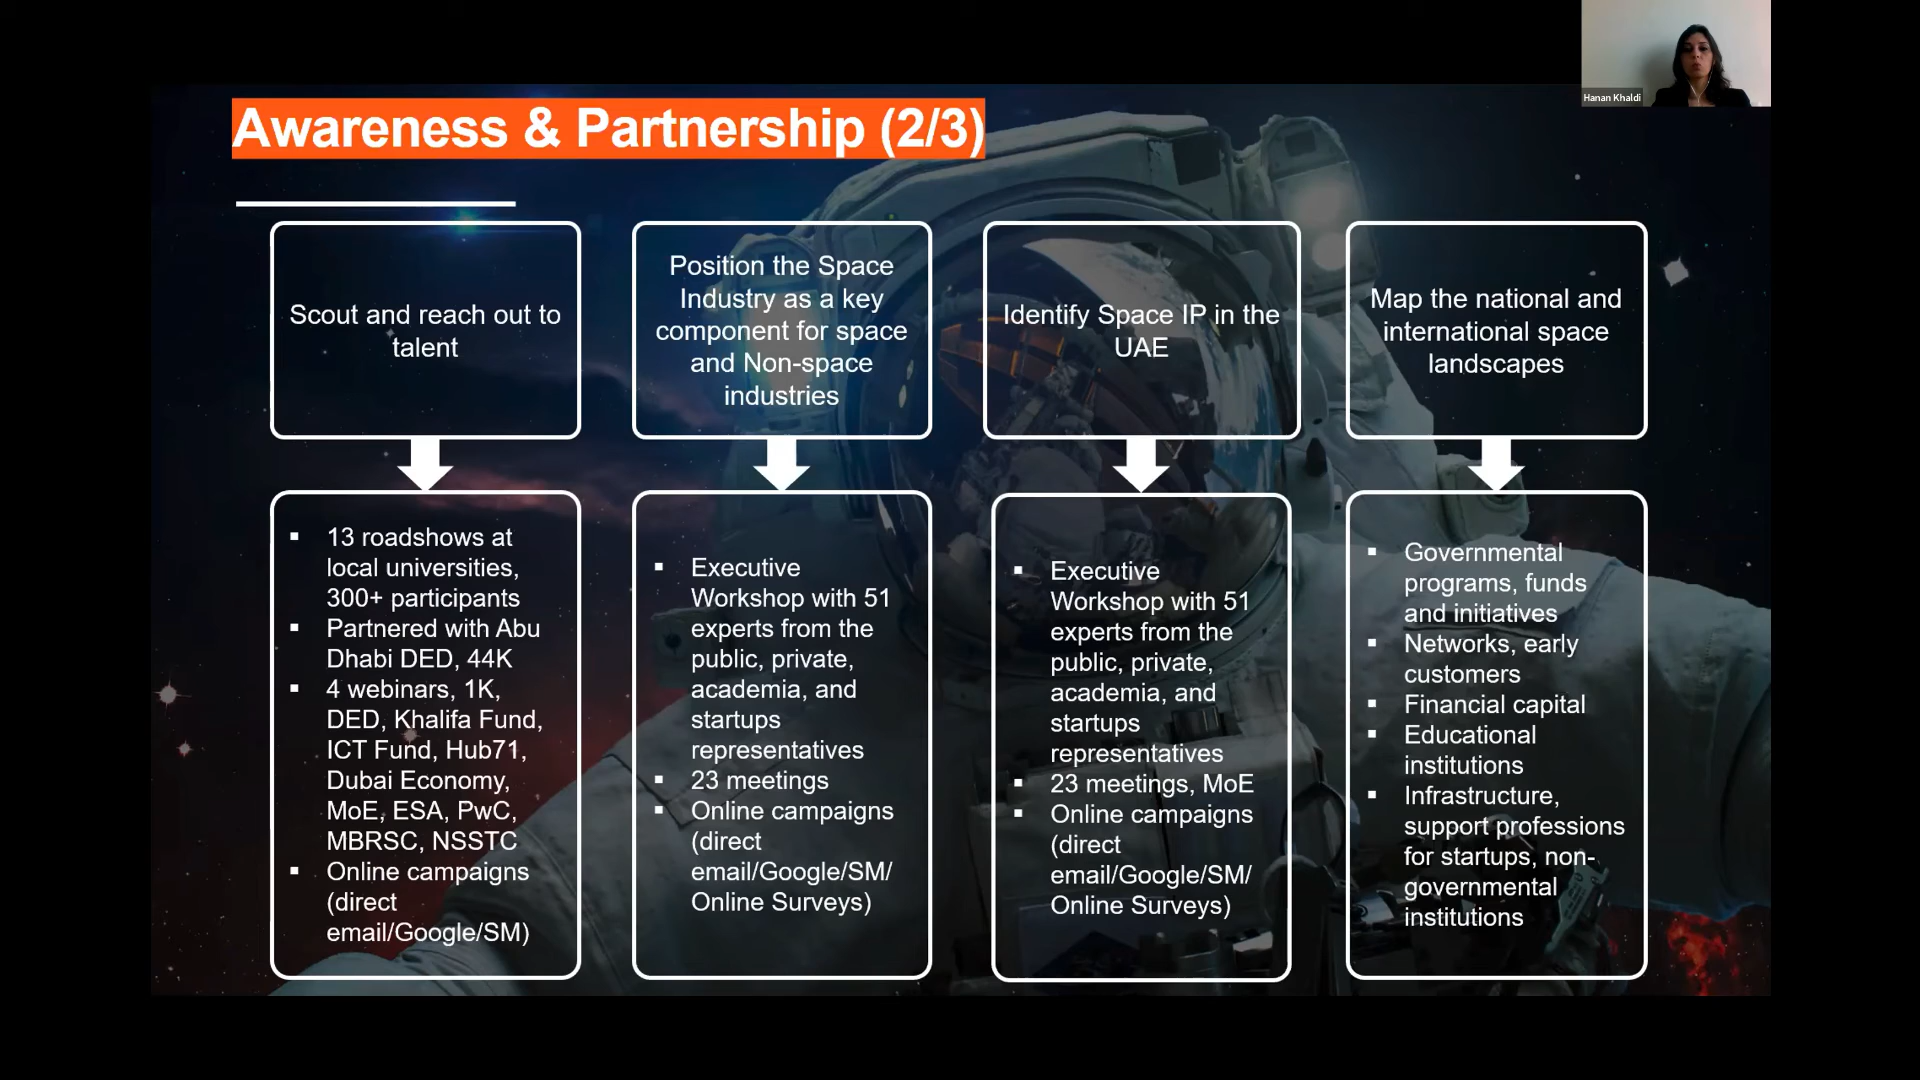 Hanan Khaldi
Awareness & Partnership (2/3)
Scout and reach out to
talent
Position the Space
Industry as a key
component for space
and Non-space
industries
Identify Space IP in the
UAE
Map the national and
international space
landscapes
▪ 13 roadshows at
local universities,
300+ participants
▪ Partnered with Abu
Dhabi DED, 44K
▪ 4 webinars, 1K,
DED, Khalifa Fund,
ICT Fund, Hub71,
Dubai Economy,
MoE, ESA, PwC,
MBRSC, NSSTC
▪ Online campaigns
(direct
email/Google/SM)
▪ Executive
Workshop with 51
experts from the
public, private,
academia, and
startups
representatives
▪ 23 meetings
▪ Online campaigns
(direct
email/Google/SM/
Online Surveys)
▪ Executive
Workshop with 51
experts from the
public, private,
academia, and
startups
representatives
▪ 23 meetings, MoE
▪ Online campaigns
(direct
email/Google/SM/
Online Surveys)
▪ Governmental
programs, funds
and initiatives
▪ Networks, early
customers
▪ Financial capital
▪ Educational
institutions
▪ Infrastructure,
support professions
for startups, non-
governmental
institutions